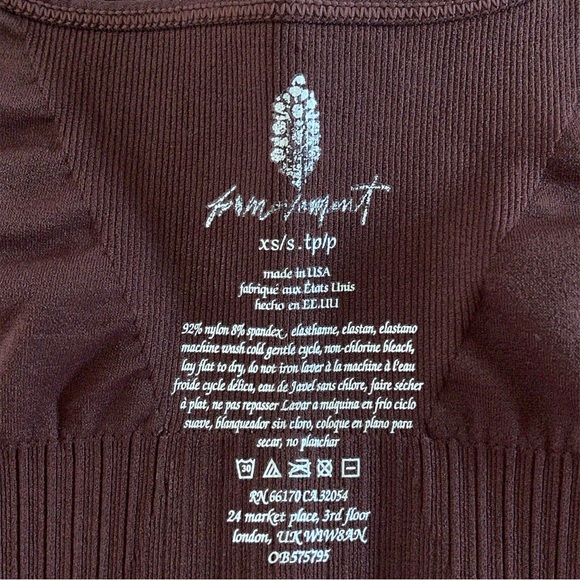 fpmovement
xs/s . tp/p
made in USA
fabriqué aux États Unis
hecho en EE.UU
92% nylon 8% spandex, elasthanne, elastan, elastano
machine wash cold gentle cycle, non-chlorine bleach,
lay flat to dry, do not iron laver à la machine à l'eau
froide cycle délica, eau de Javel sans chlore, faire sécher
à plat, ne pas repasser Lavar a máquina en frío ciclo
suave, blanqueador sin cloro, coloque en plano para
secar, no planchar
30
RN 66170 CA 32054
24 market place, 3rd floor
london, UK W1W8AN
OB575795